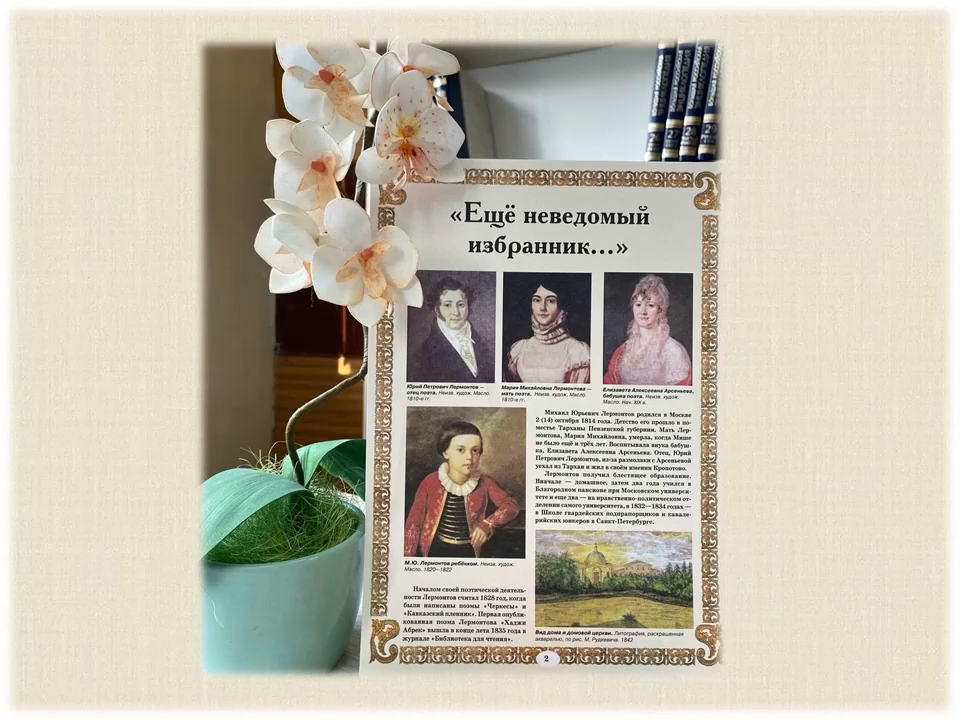 «Ещё неведомый
избранник...»
Юрий Петрович Лермонтов —
отец поэта. Неизв. худож. Масло.
1810-е гг.
Мария Михайловна Лермонтова —
мать поэта. Неизв. худож. Масло.
1810-е гг.
Елизавета Алексеевна Арсеньева,
бабушка поэта. Неизв. худож.
Масло. Нач. XIX в.
Михаил Юрьевич Лермонтов родился в Москве
2 (14) октября 1814 года. Детство его прошло в по-
местье Тарханы Пензенской губернии. Мать Лер-
монтова, Мария Михайловна, умерла, когда Мише
не было ещё и трёх лет. Воспитывала внука бабуш-
ка, Елизавета Алексеевна Арсеньева. Отец, Юрий
Петрович Лермонтов, из-за размолвки с Арсеньевой
уехал из Тархан и жил в своём имении Кропотово.
Лермонтов получил блестящее образование.
Вначале — домашнее, затем два года учился в
Благородном пансионе при Московском универси-
тете и еще два — на нравственно-политическом от-
делении самого университета, в 1832—1834 годах —
в Школе гвардейских подпрапорщиков и кавале-
рийских юнкеров в Санкт-Петербурге.
М.Ю. Лермонтов ребёнком. Неизв. худож.
Масло. 1820—1822
Началом своей поэтической деятель-
ности Лермонтов считал 1828 год, когда
были написаны поэмы «Черкесы» и
«Кавказский пленник». Первая опубли-
кованная поэма Лермонтова «Хаджи
Абрек» вышла в конце лета 1835 года в
журнале «Библиотека для чтения».
Вид дома и домовой церкви. Литография, раскрашенная
акварелью, по рис. М. Рудкевича. 1842
2